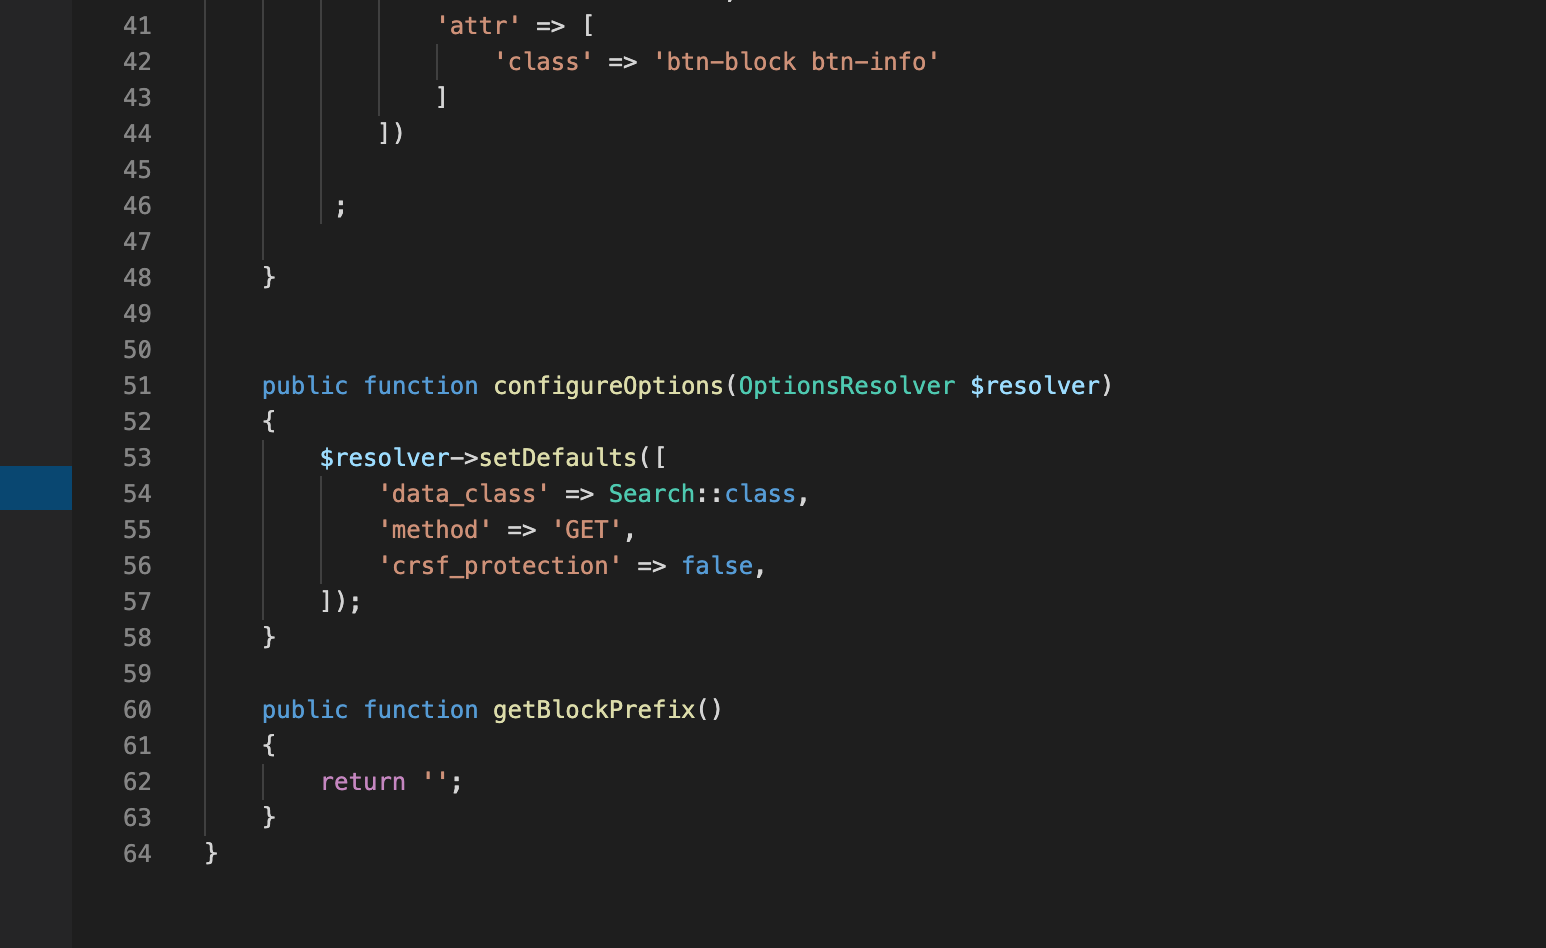 41 'attr' => [
42 'class' => 'btn-block btn-info'
43 ]
44 ])
45
46 ;
47
48 }
49
50
51 public function configureOptions(OptionsResolver $resolver)
52 {
53 $resolver->setDefaults([
54 'data_class' => Search::class,
55 'method' => 'GET',
56 'crsf_protection' => false,
57 ]);
58 }
59
60 public function getBlockPrefix()
61 {
62 return '';
63 }
64 }